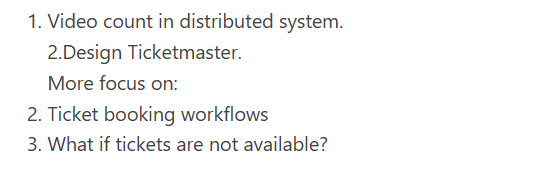 1. Video count in distributed system.
2.Design Ticketmaster.
More focus on:
2. Ticket booking workflows
3. What if tickets are not available?